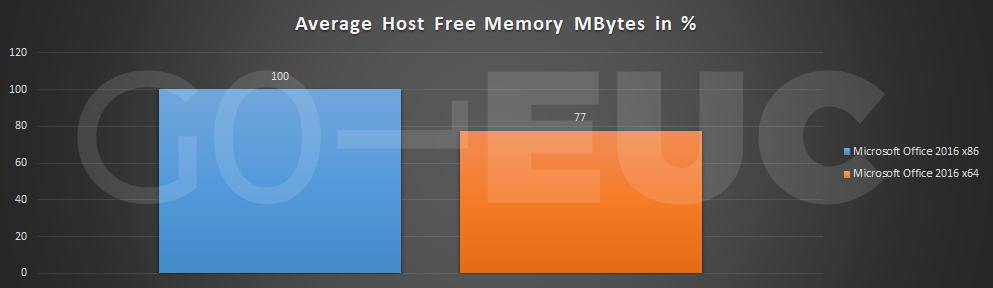 Average Host Free Memory MBytes in %
120
100
80
60
40
20
0
100
77
GO-EUC
Microsoft Office 2016 x86
Microsoft Office 2016 x64